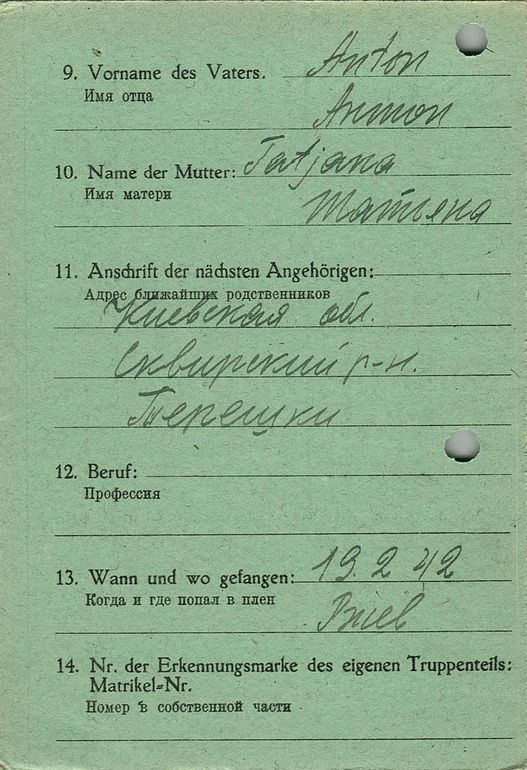 9. Vorname des Vaters. Anton
Имя отца
Антон
10. Name der Mutter: Tatjana
Имя матери
Татьяна
11. Anschrift der nächsten Angehörigen:
Адрес ближайших родственников
Киевская обл.
Сквирский р-н.
Терешки
12. Beruf:
Профессия
13. Wann und wo gefangen: 19. 2 42
Когда и где попал в плен
14. Nr. der Erkennungsmarke des eigenen Truppenteils:
Matrikel-Nr.
Номер в собственной части